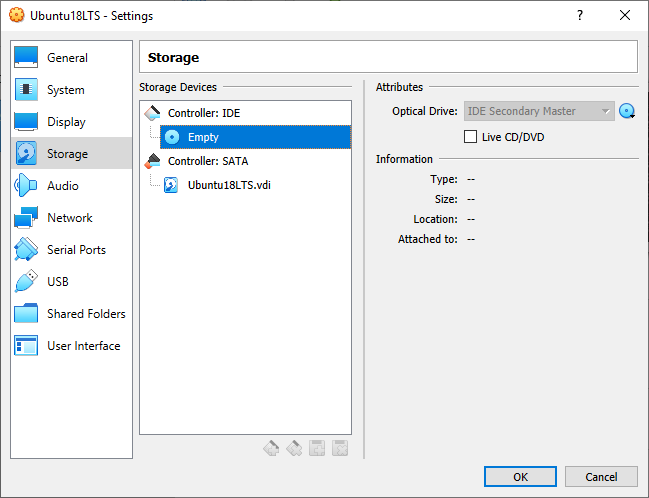 Ubuntu18LTS - Settings
General
System
Display
Storage
Audio
Network
Serial Ports
USB
Shared Folders
User Interface
Storage
Storage Devices
Controller: IDE
Empty
Controller: SATA
Ubuntu18LTS.vdi
Attributes
Optical Drive: IDE Secondary Master
Live CD/DVD
Information
Type: --
Size: --
Location: --
Attached to: --
OK
Cancel